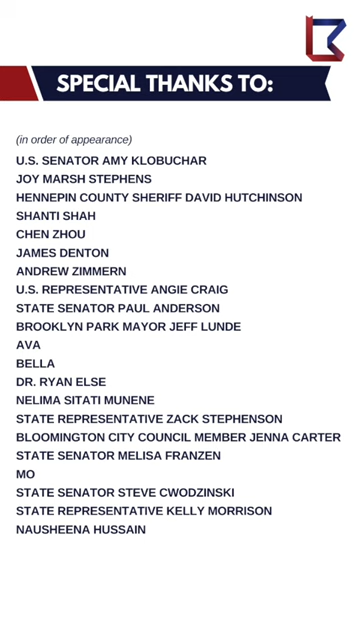 SPECIAL THANKS TO:
(in order of appearance)
U.S. SENATOR AMY KLOBUCHAR
JOY MARSH STEPHENS
HENNEPIN COUNTY SHERIFF DAVID HUTCHINSON
SHANTI SHAH
CHEN ZHOU
JAMES DENTON
ANDREW ZIMMERN
U.S. REPRESENTATIVE ANGIE CRAIG
STATE SENATOR PAUL ANDERSON
BROOKLYN PARK MAYOR JEFF LUNDE
AVA
BELLA
DR. RYAN ELSE
NELIMA SITATI MUNENE
STATE REPRESENTATIVE ZACK STEPHENSON
BLOOMINGTON CITY COUNCIL MEMBER JENNA CARTER
STATE SENATOR MELISA FRANZEN
MO
STATE SENATOR STEVE CWODZINSKI
STATE REPRESENTATIVE KELLY MORRISON
NAUSHEENA HUSSAIN